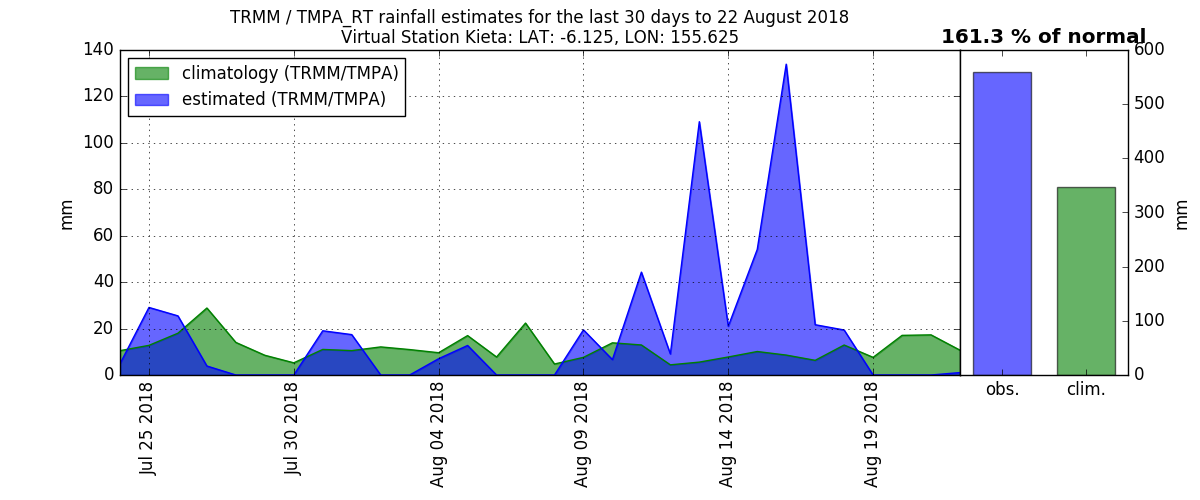 TRMM / TMPA_RT rainfall estimates for the last 30 days to 22 August 2018
Virtual Station Kieta: LAT: -6.125, LON: 155.625
161.3 % of normal
climatology (TRMM/TMPA)
estimated (TRMM/TMPA)
140
120
100
80
60
40
20
0
mm
Jul 25 2018
Jul 30 2018
Aug 04 2018
Aug 09 2018
Aug 14 2018
Aug 19 2018
600
500
400
300
200
100
0
mm
obs.
clim.